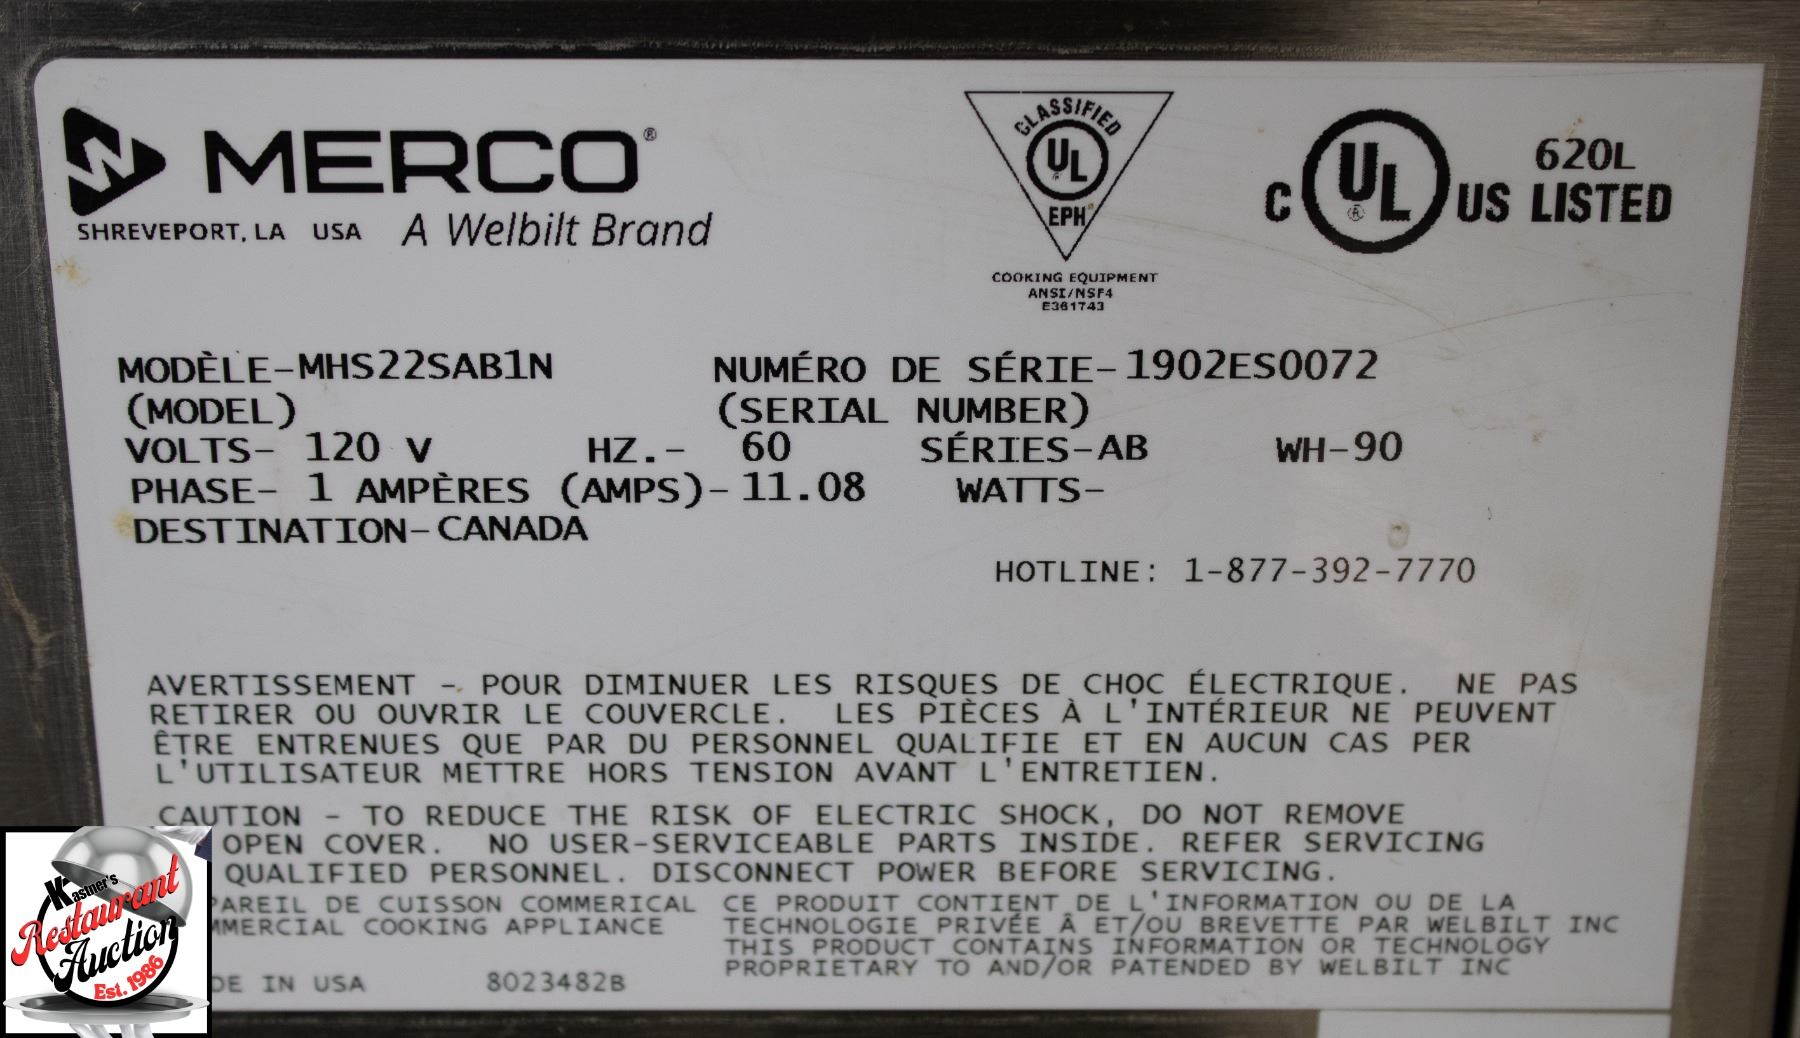 MERCO®
SHREVEPORT, LA USA A Welbilt Brand
CLASSIFIED
UL
®
EPH
COOKING EQUIPMENT
ANSI/NSF4
E361743
C UL US LISTED
®
620L
MODÈLE-MHS22SAB1N NUMÉRO DE SÉRIE-1902ES0072
(MODEL) (SERIAL NUMBER)
VOLTS- 120 V HZ.- 60 SÉRIES-AB WH-90
PHASE- 1 AMPÈRES (AMPS)-11.08 WATTS-
DESTINATION-CANADA
HOTLINE: 1-877-392-7770
AVERTISSEMENT - POUR DIMINUER LES RISQUES DE CHOC ÉLECTRIQUE. NE PAS
RETIRER OU OUVRIR LE COUVERCLE. LES PIÈCES À L'INTÉRIEUR NE PEUVENT
ÊTRE ENTRENUES QUE PAR DU PERSONNEL QUALIFIE ET EN AUCUN CAS PER
L'UTILISATEUR METTRE HORS TENSION AVANT L'ENTRETIEN.
CAUTION - TO REDUCE THE RISK OF ELECTRIC SHOCK, DO NOT REMOVE
OPEN COVER. NO USER-SERVICEABLE PARTS INSIDE. REFER SERVICING
QUALIFIED PERSONNEL. DISCONNECT POWER BEFORE SERVICING.
PAREIL DE CUISSON COMMERICAL CE PRODUIT CONTIENT DE L'INFORMATION OU DE LA
MMERCIAL COOKING APPLIANCE TECHNOLOGIE PRIVÉE Â ET/OU BREVETTE PAR WELBILT INC
THIS PRODUCT CONTAINS INFORMATION OR TECHNOLOGY
PROPRIETARY TO AND/OR PATENDED BY WELBILT INC
DE IN USA 8023482B
Kastner's
Restaurant
Auction
Est. 1986